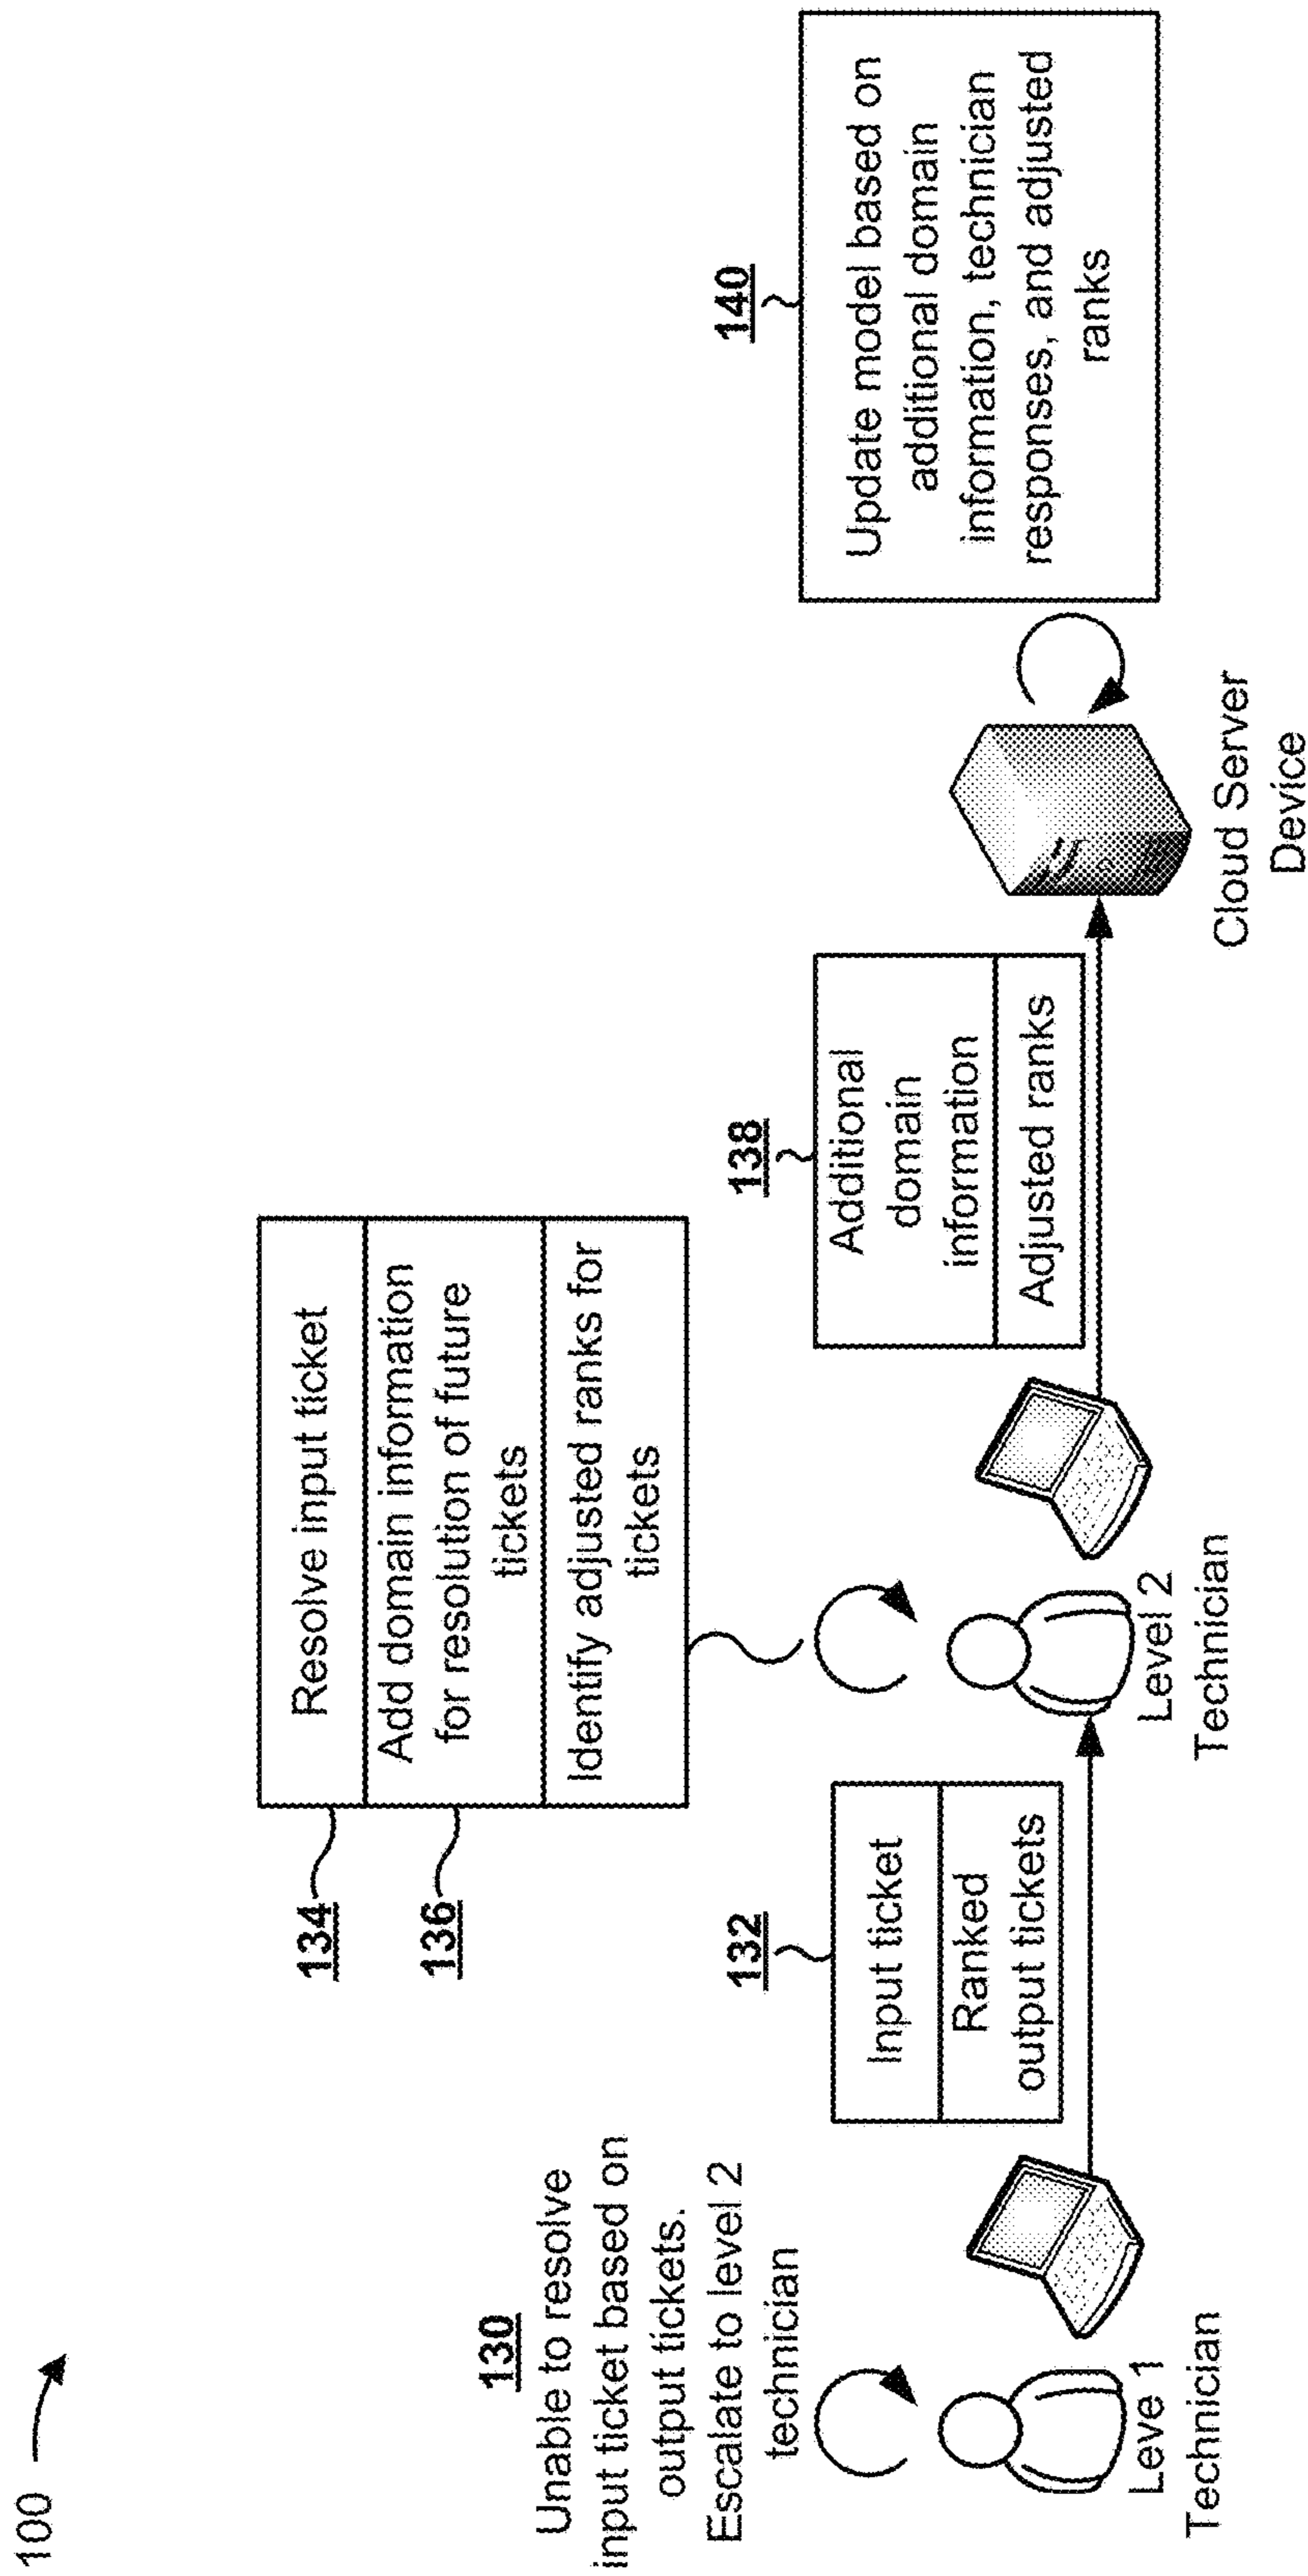 100
130
Unable to resolve
input ticket based on
output tickets.
Escalate to level 2
technician
Level 1
Technician
132
Input ticket
Ranked
output tickets
134
Resolve input ticket
136
Add domain information
for resolution of future
tickets
Identify adjusted ranks for
tickets
Level 2
Technician
138
Additional
domain
information
Adjusted ranks
Cloud Server
Device
140
Update model based on
additional domain
information, technician
responses, and adjusted
ranks